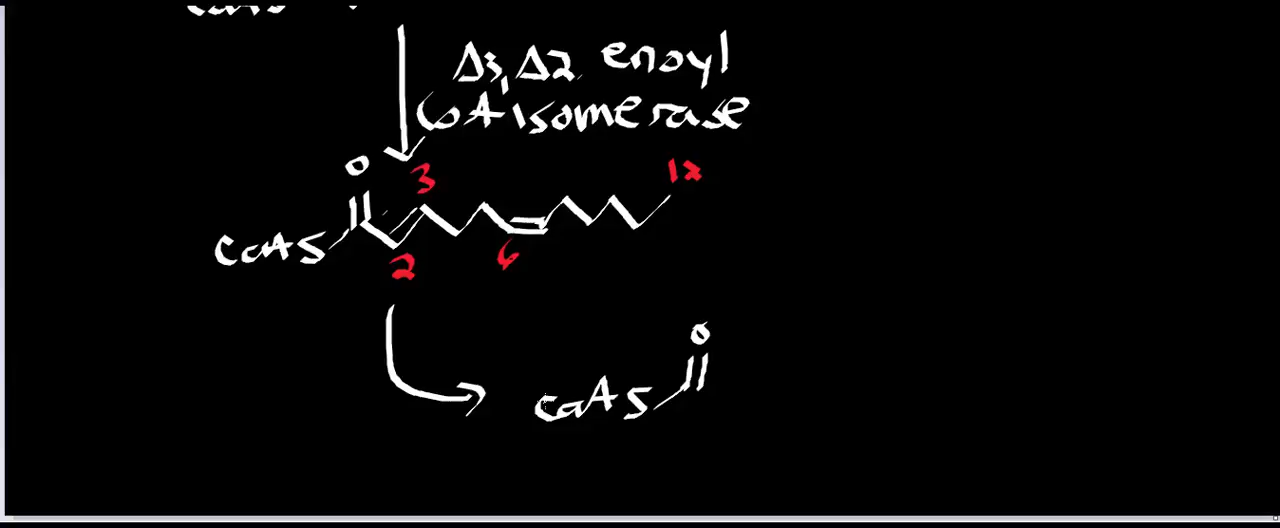 Δ3,Δ2 enoyl
CoA isomerase
O
3
12
CoAS
2
6
O
CoAS